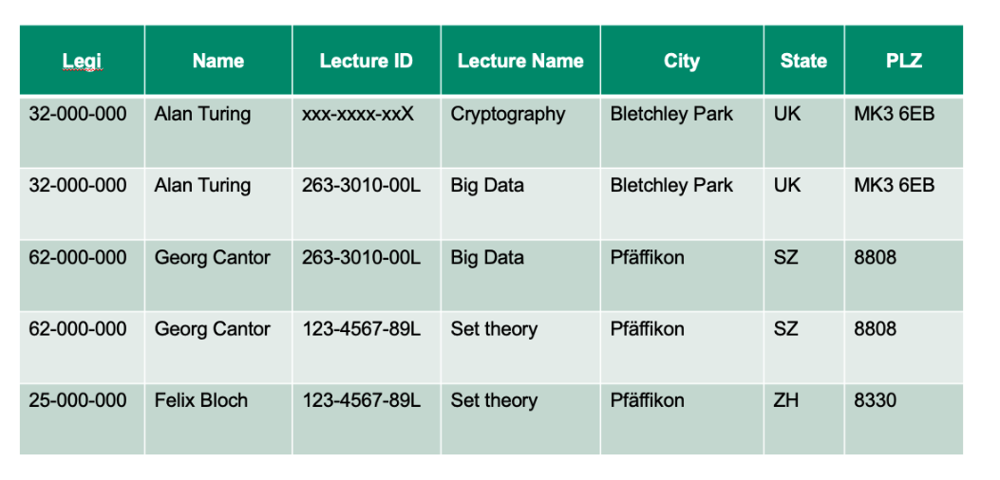 Legi Name Lecture ID Lecture Name City State PLZ
32-000-000 Alan Turing xxx-xxxx-xxX Cryptography Bletchley Park UK MK3 6EB
32-000-000 Alan Turing 263-3010-00L Big Data Bletchley Park UK MK3 6EB
62-000-000 Georg Cantor 263-3010-00L Big Data Pfäffikon SZ 8808
62-000-000 Georg Cantor 123-4567-89L Set theory Pfäffikon SZ 8808
25-000-000 Felix Bloch 123-4567-89L Set theory Pfäffikon ZH 8330